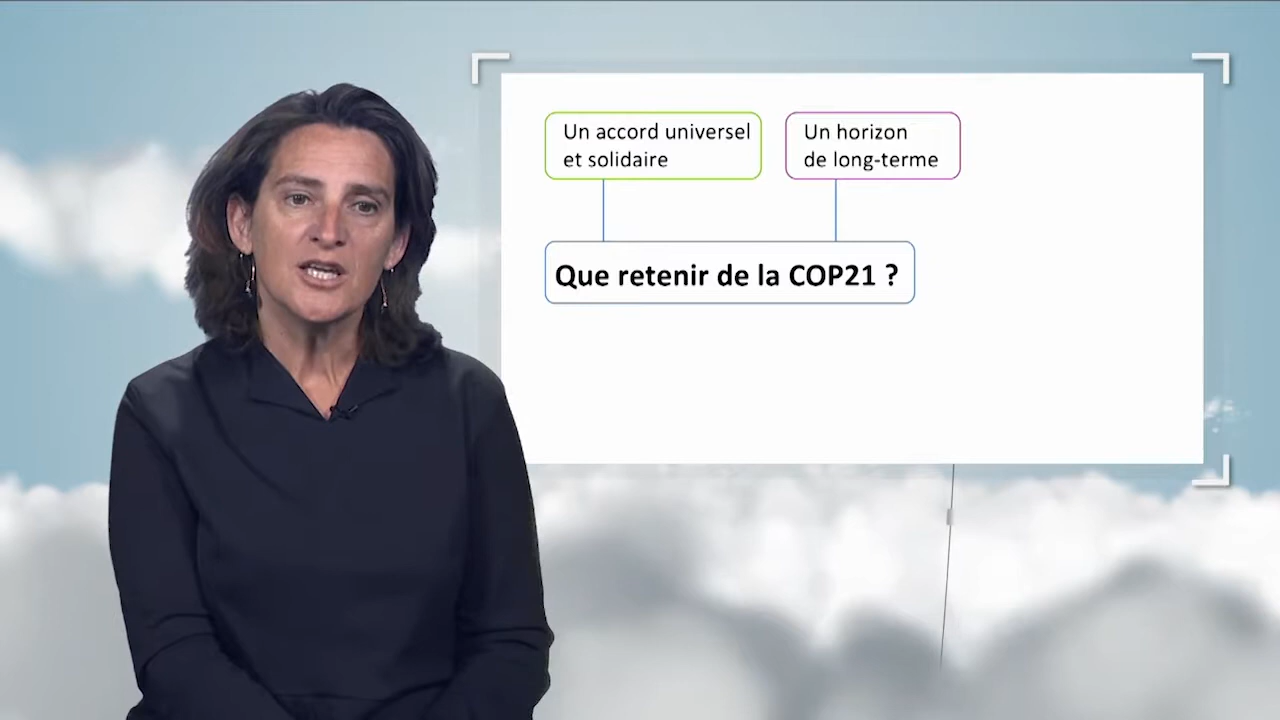 Un accord universel
et solidaire
Un horizon
de long-terme
Que retenir de la COP21 ?